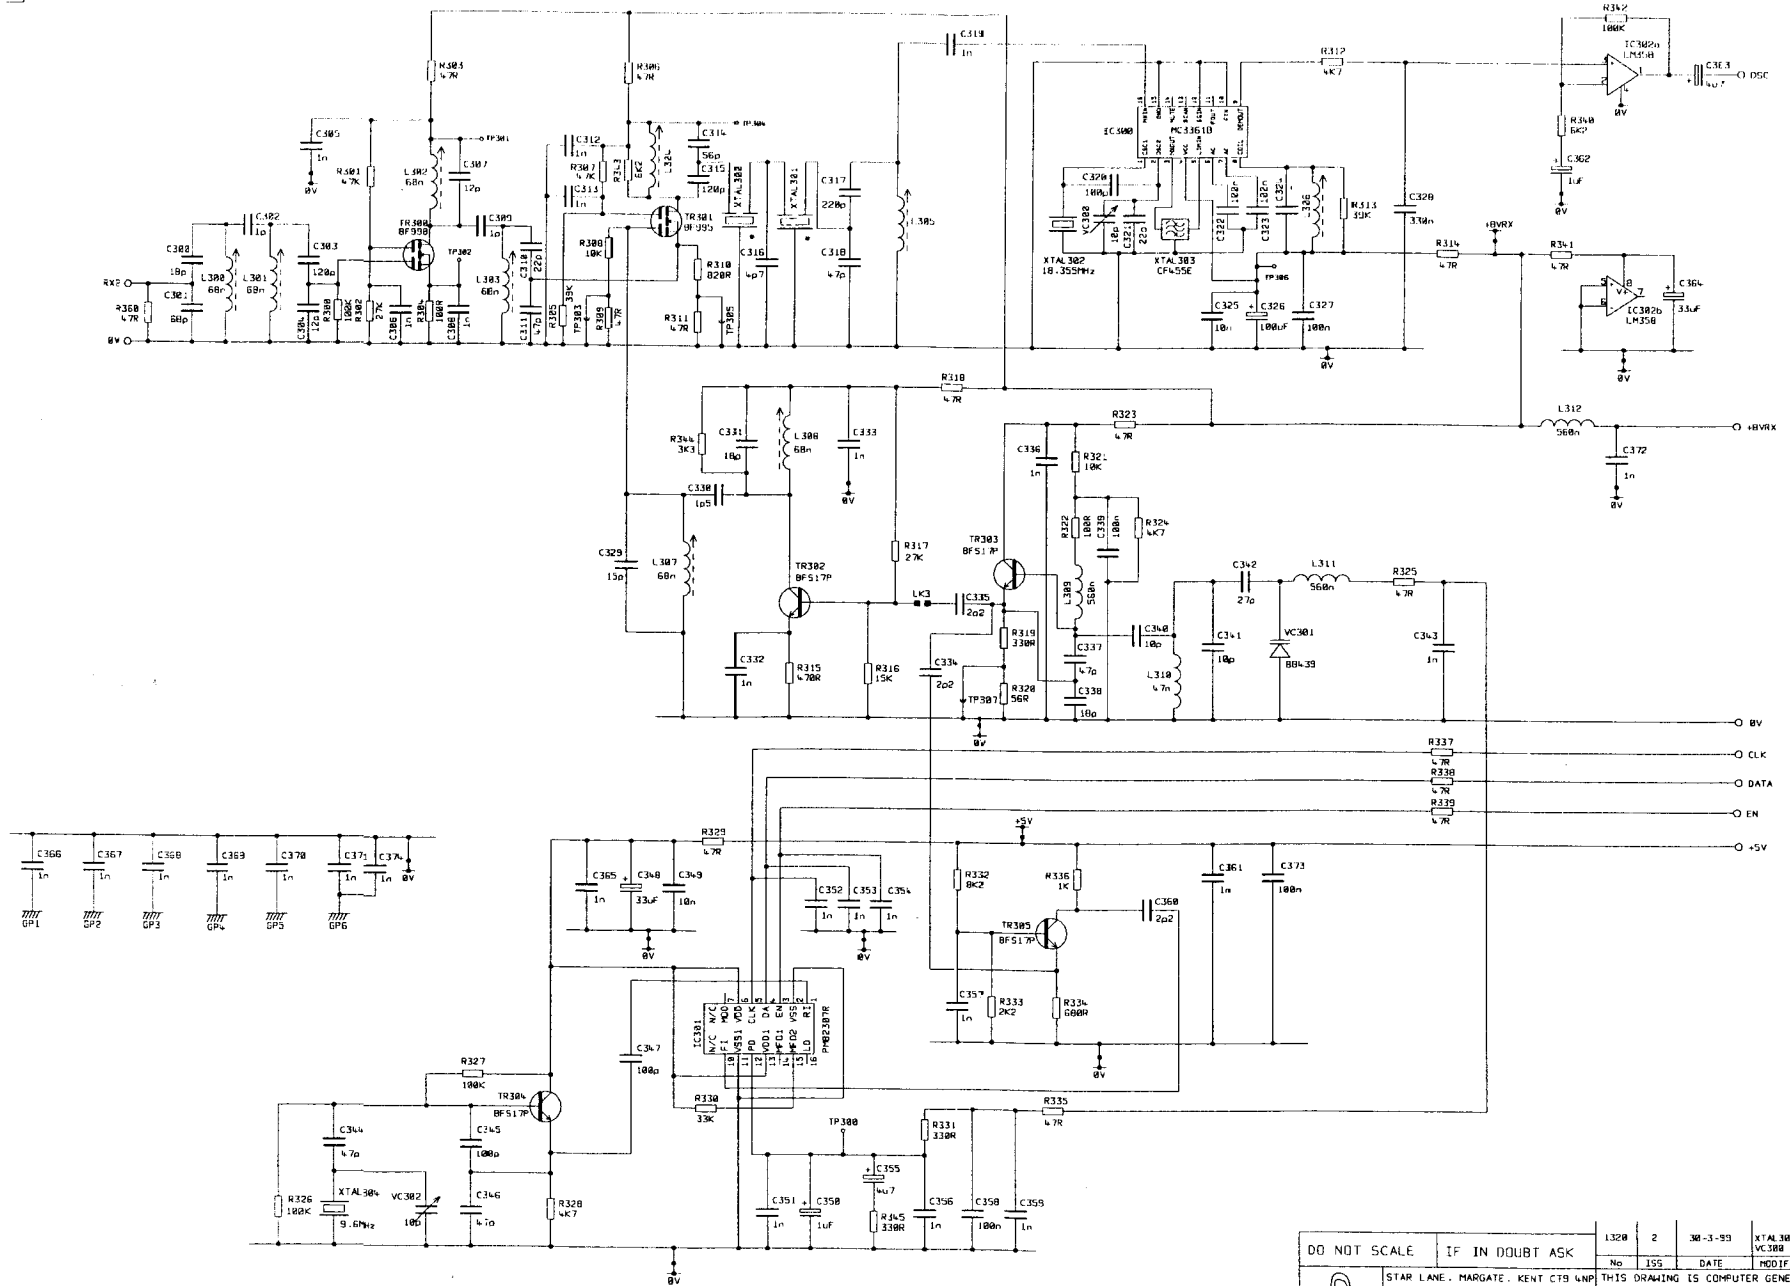 R303
47R
R306
47R
C319
1n
R312
4K7
R342
100K
IC302a
LM358
DSC
0V
R340
6K2
C362
1uF
0V
C305
1n
0V
R301
47K
L302
68n
TP301
C307
12p
C312
1n
R307
47K
C313
1n
R343
6K2
TP304
C314
56p
C315
120p
XTAL302
XTAL301
C317
220p
C316
4p7
C318
47p
L305
IC300
MC3361B
C320
100p
VC300
10p
C321
22p
XTAL302
18.355MHz
XTAL303
CF455E
C322
100n
C323
102n
L306
R313
39K
C328
330n
TP306
C325
10n
C326
100uF
C327
100n
0V
R314
47R
+8VRX
R341
47R
IC302b
LM358
C364
33uF
0V
C302
1p
C300
18p
RX2
C301
68p
R360
47R
0V
L300
68n
L301
68n
C303
120p
C304
12p
R300
100K
R302
27K
C306
1n
R304
100R
C308
1n
BF998
TP302
C309
1p
L303
68n
C310
22p
C311
47p
R305
39K
TP303
R308
10K
R309
47R
TR301
BF995
R310
820R
R311
47R
TP305
R318
47R
R323
47R
L312
560n
+8VRX
C372
1n
0V
R344
3K3
C331
18p
L308
68n
C333
1n
0V
C330
1p5
C336
1n
R321
10K
R322
100R
C339
100n
R324
4K7
C329
15p
L307
68n
TR302
BFS17P
R317
27K
LK3
C335
2p2
TR303
BFS17P
L309
560n
C342
27p
L311
560n
R325
47R
C332
1n
R315
470R
R316
15K
C334
2p2
R319
330R
TP307
R320
56R
C337
47p
C338
18p
C340
10p
L310
47n
C341
10p
VC301
BB439
C343
1n
0V
0V
R337
47R
CLK
R338
47R
DATA
R339
47R
EN
+5V
+5V
C366
1n
GP1
C367
1n
GP2
C368
1n
GP3
C369
1n
GP4
C370
1n
GP5
C371
1n
GP6
C374
1n
0V
R329
47R
C365
1n
C348
33uF
C349
10n
0V
C352
1n
C353
1n
C354
1n
0V
R332
8K2
R336
1K
C360
2p2
TR305
BFS17P
C361
1n
C373
100n
C357
1n
R333
2K2
R334
680R
0V
IC301
PMB2307R
C347
100p
R330
33K
R327
100K
TR304
BFS17P
C344
47p
C345
100p
R326
100K
XTAL304
9.6MHz
VC302
10p
C346
47p
R328
4K7
0V
TP300
C351
1n
C350
1uF
C355
4u7
R345
330R
R331
330R
R335
47R
C356
1n
C358
100n
C359
1n
DO NOT SCALE
IF IN DOUBT ASK
1320 2 30-3-99
No ISS DATE
STAR LANE. MARGATE. KENT CT9 4NP
THIS DRAWING IS COMPUTER